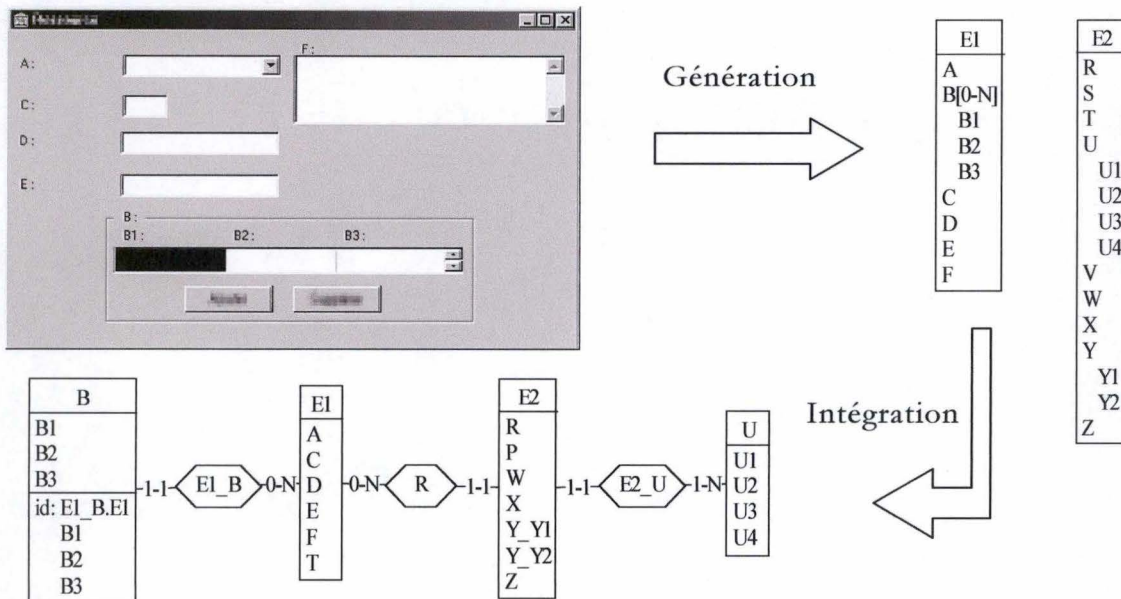 A:
F:
C:
D:
E:
B:
B1:
B2:
B3:
Génération
E1
A
B[0-N]
B1
B2
B3
C
D
E
F
E2
R
S
T
U
U1
U2
U3
U4
V
W
X
Y
Y1
Y2
Z
Intégration
B
B1
B2
B3
id: E1_B.E1
B1
B2
B3
1-1
E1_B
0-N
E1
A
C
D
E
F
T
0-N
R
1-1
E2
R
P
W
X
Y_Y1
Y_Y2
Z
1-1
E2_U
1-N
U
U1
U2
U3
U4